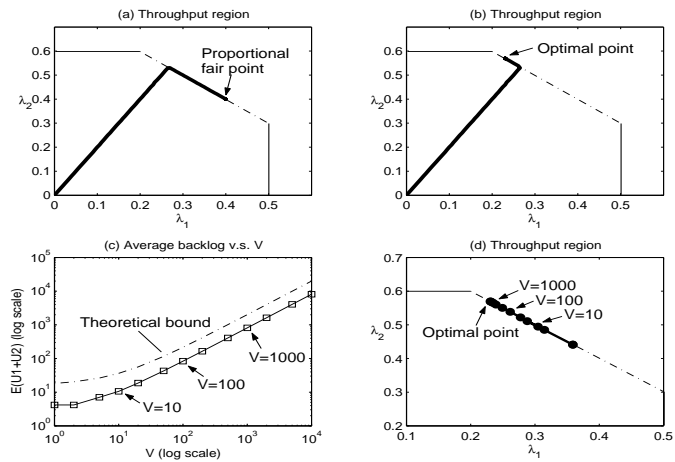 (a) Throughput region
0.6
0.5
0.4
0.3
0.2
0.1
0
λ2
Proportional
fair point
0 0.1 0.2 0.3 0.4 0.5
λ1
(b) Throughput region
0.6
0.5
0.4
0.3
0.2
0.1
0
λ2
Optimal point
0 0.1 0.2 0.3 0.4 0.5
λ1
(c) Average backlog v.s. V
10^5
10^4
10^3
10^2
10^1
10^0
E(U1+U2) (log scale)
Theoretical bound
V=1000
V=100
V=10
10^0 10^1 10^2 10^3 10^4
V (log scale)
(d) Throughput region
0.7
0.6
0.5
0.4
0.3
0.2
λ2
V=1000
V=100
V=10
Optimal point
0.1 0.2 0.3 0.4 0.5
λ1